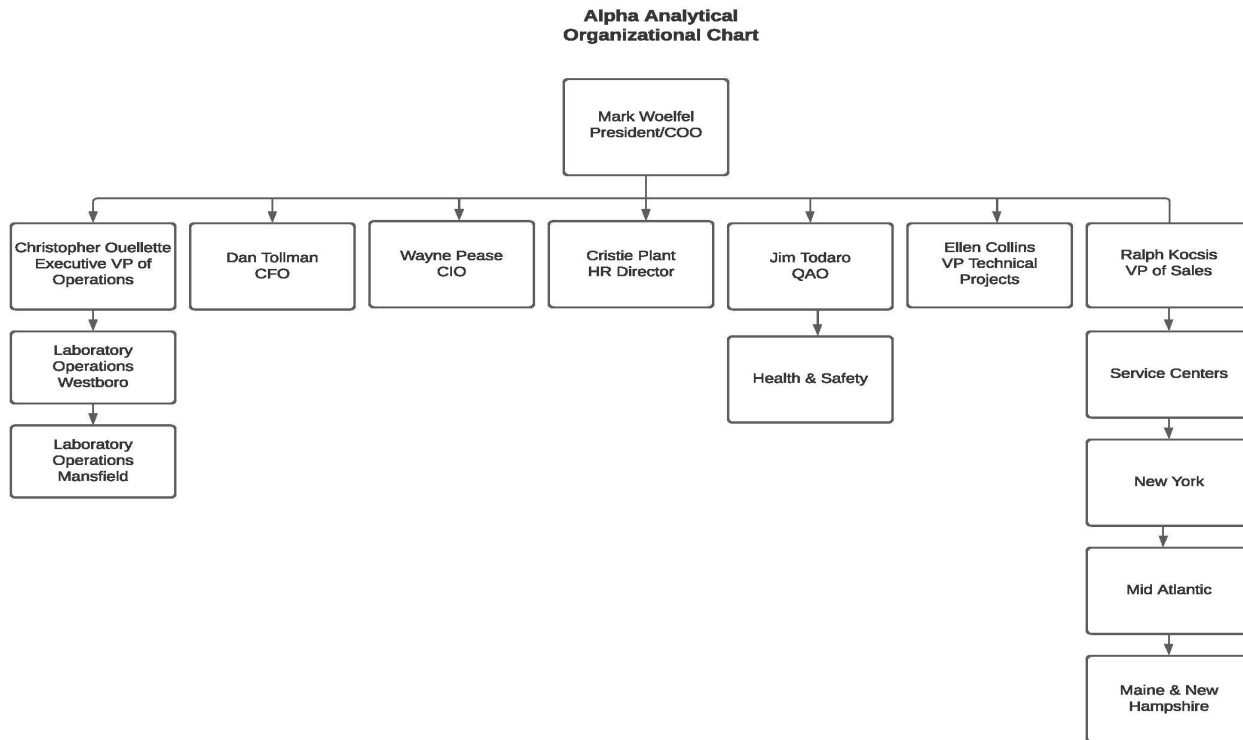 Alpha Analytical
Organizational Chart
Mark Woelfel
President/COO
Christopher Ouellette
Executive VP of
Operations
Dan Tollman
CFO
Wayne Pease
CIO
Cristie Plant
HR Director
Jim Todaro
QAO
Ellen Collins
VP Technical
Projects
Ralph Kocsis
VP of Sales
Laboratory
Operations
Westboro
Health & Safety
Service Centers
Laboratory
Operations
Mansfield
New York
Mid Atlantic
Maine & New
Hampshire